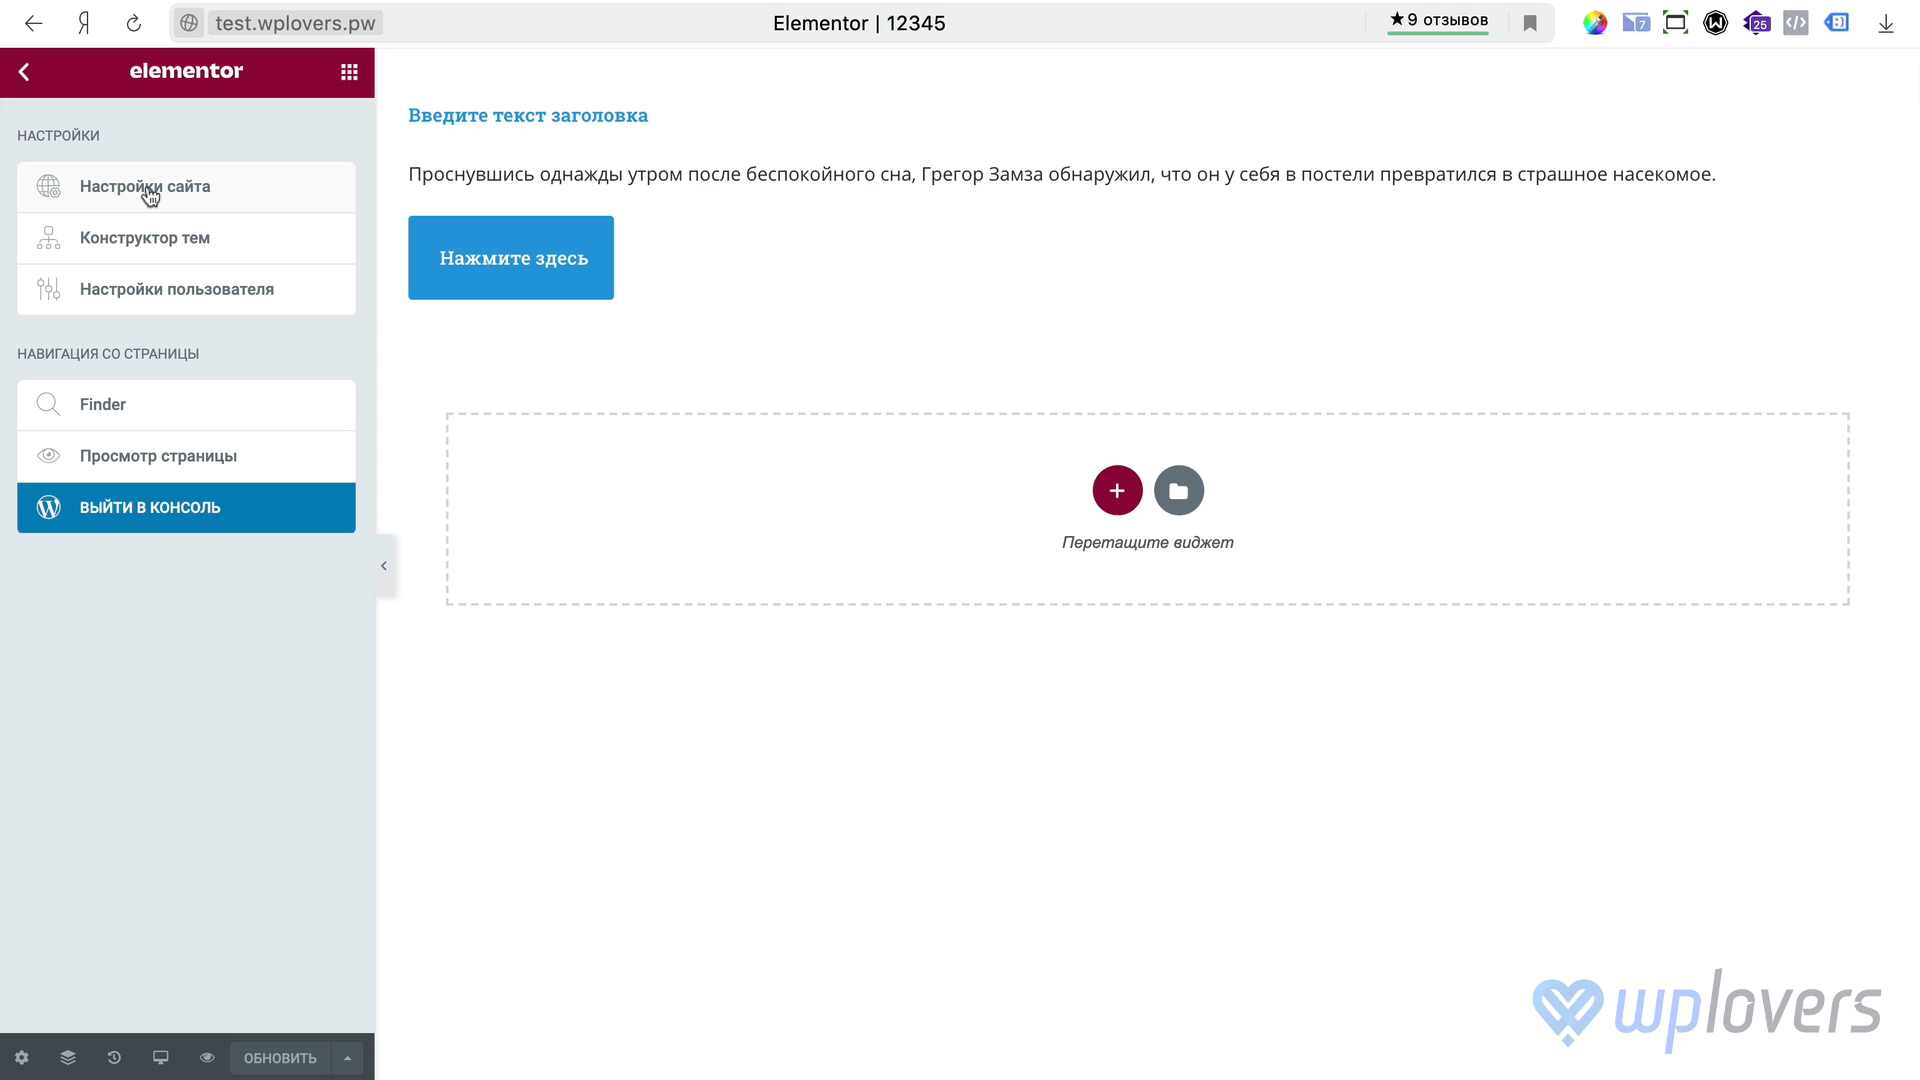 test.wplovers.pw
Elementor | 12345
★9 отзывов
7
25
elementor
НАСТРОЙКИ
Настройки сайта
Конструктор тем
Настройки пользователя
НАВИГАЦИЯ СО СТРАНИЦЫ
Finder
Просмотр страницы
ВЫЙТИ В КОНСОЛЬ
ОБНОВИТЬ
Введите текст заголовка
Проснувшись однажды утром после беспокойного сна, Грегор Замза обнаружил, что он у себя в постели превратился в страшное насекомое.
Нажмите здесь
Перетащите виджет
wplovers